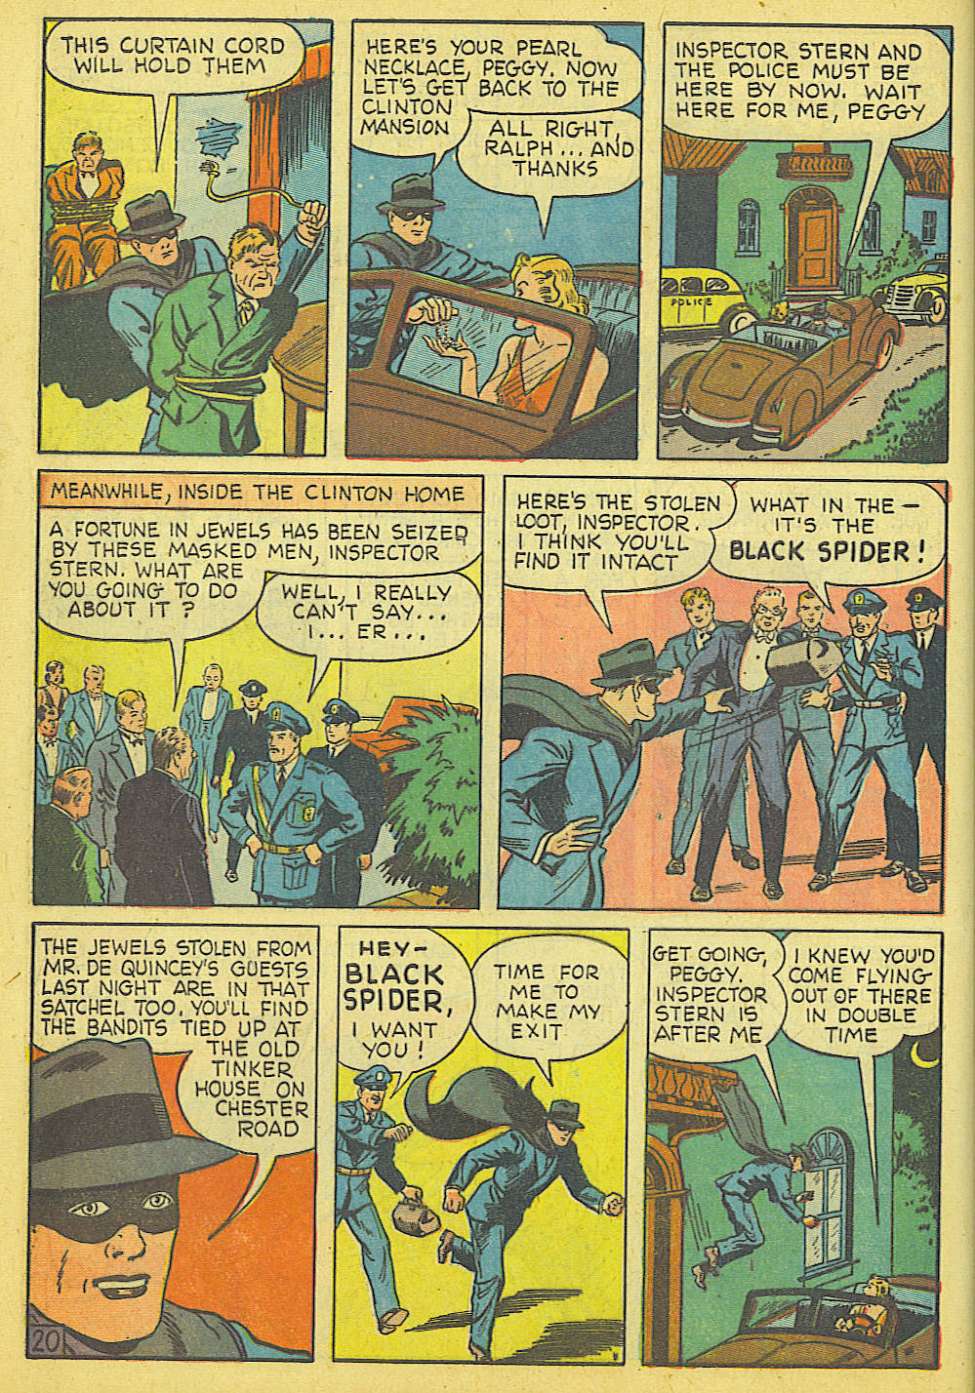 THIS CURTAIN CORD
WILL HOLD THEM
HERE'S YOUR PEARL
NECKLACE, PEGGY. NOW
LET'S GET BACK TO THE
CLINTON
MANSION
ALL RIGHT,
RALPH... AND
THANKS
INSPECTOR STERN AND
THE POLICE MUST BE
HERE BY NOW. WAIT
HERE FOR ME, PEGGY
POLICE
MEANWHILE, INSIDE THE CLINTON HOME
A FORTUNE IN JEWELS HAS BEEN SEIZED
BY THESE MASKED MEN, INSPECTOR
STERN. WHAT ARE
YOU GOING TO DO
ABOUT IT?
WELL, I REALLY
CAN'T SAY...
I... ER...
HERE'S THE STOLEN
LOOT, INSPECTOR.
I THINK YOU'LL
FIND IT INTACT
WHAT IN THE —
IT'S THE
BLACK SPIDER!
THE JEWELS STOLEN FROM
MR. DE QUINCEY'S GUESTS
LAST NIGHT ARE IN THAT
SATCHEL TOO. YOU'LL FIND
THE BANDITS TIED UP AT
THE OLD
TINKER
HOUSE ON
CHESTER
ROAD
20
HEY—
BLACK
SPIDER,
I WANT
YOU!
TIME FOR
ME TO
MAKE MY
EXIT
GET GOING,
PEGGY.
INSPECTOR
STERN IS
AFTER ME
I KNEW YOU'D
COME FLYING
OUT OF THERE
IN DOUBLE
TIME